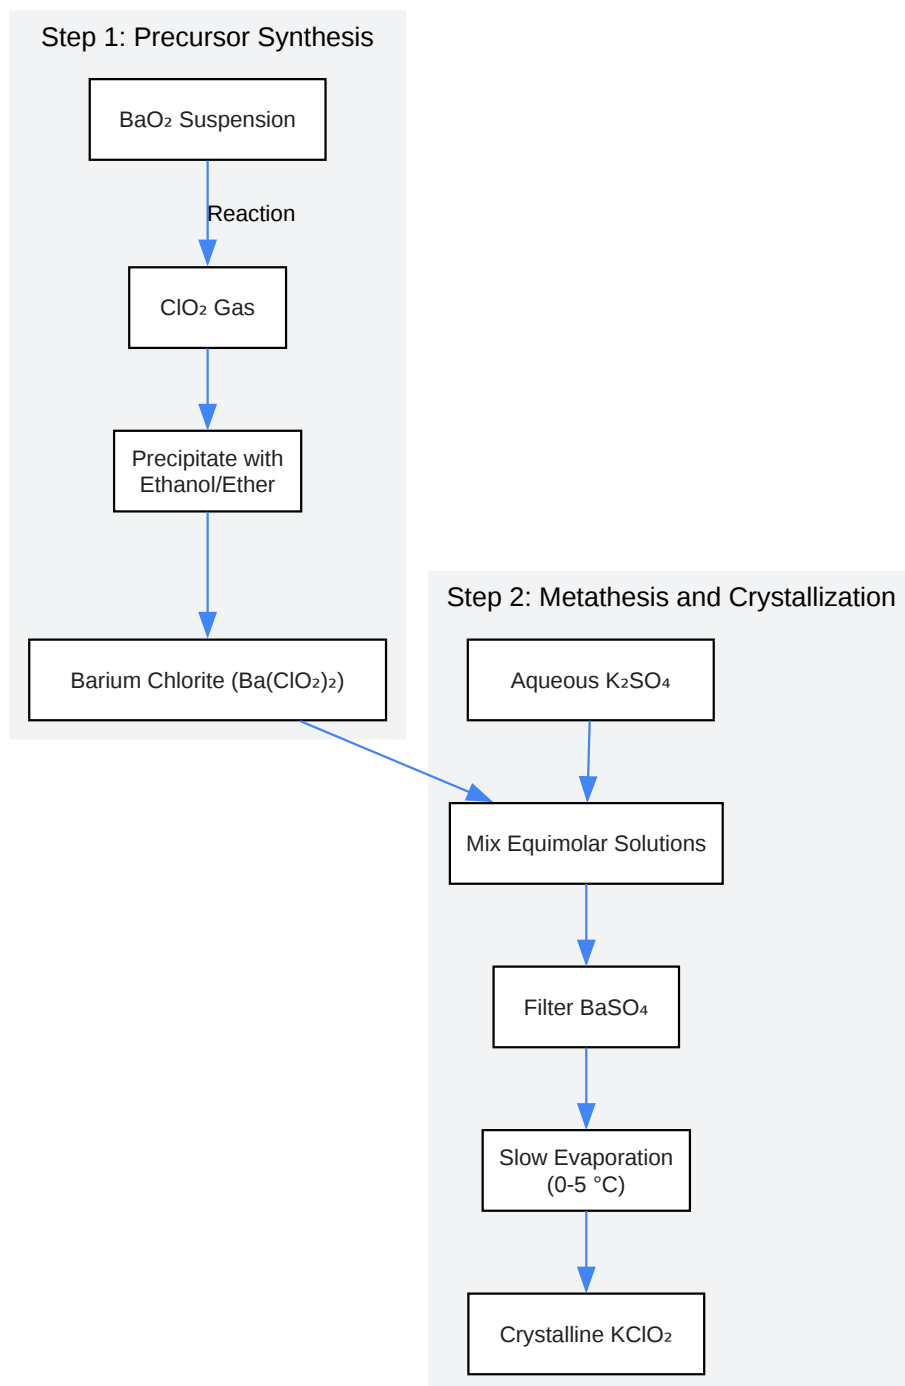 Step 1: Precursor Synthesis
BaO₂ Suspension
Reaction
ClO₂ Gas
Precipitate with
Ethanol/Ether
Barium Chlorite (Ba(ClO₂)₂)
Step 2: Metathesis and Crystallization
Aqueous K₂SO₄
Mix Equimolar Solutions
Filter BaSO₄
Slow Evaporation
(0-5 °C)
Crystalline KClO₂